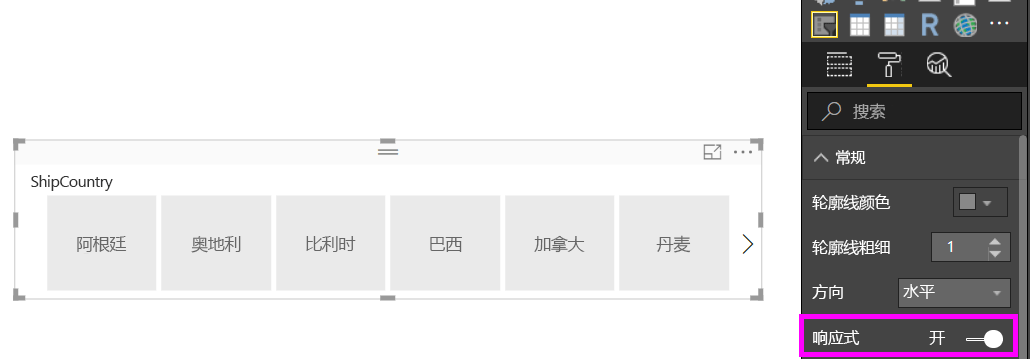 ShipCountry
阿根廷 奥地利 比利时 巴西 加拿大 丹麦
R
搜索
常规
轮廓线颜色
轮廓线粗细 1
方向 水平
响应式 开